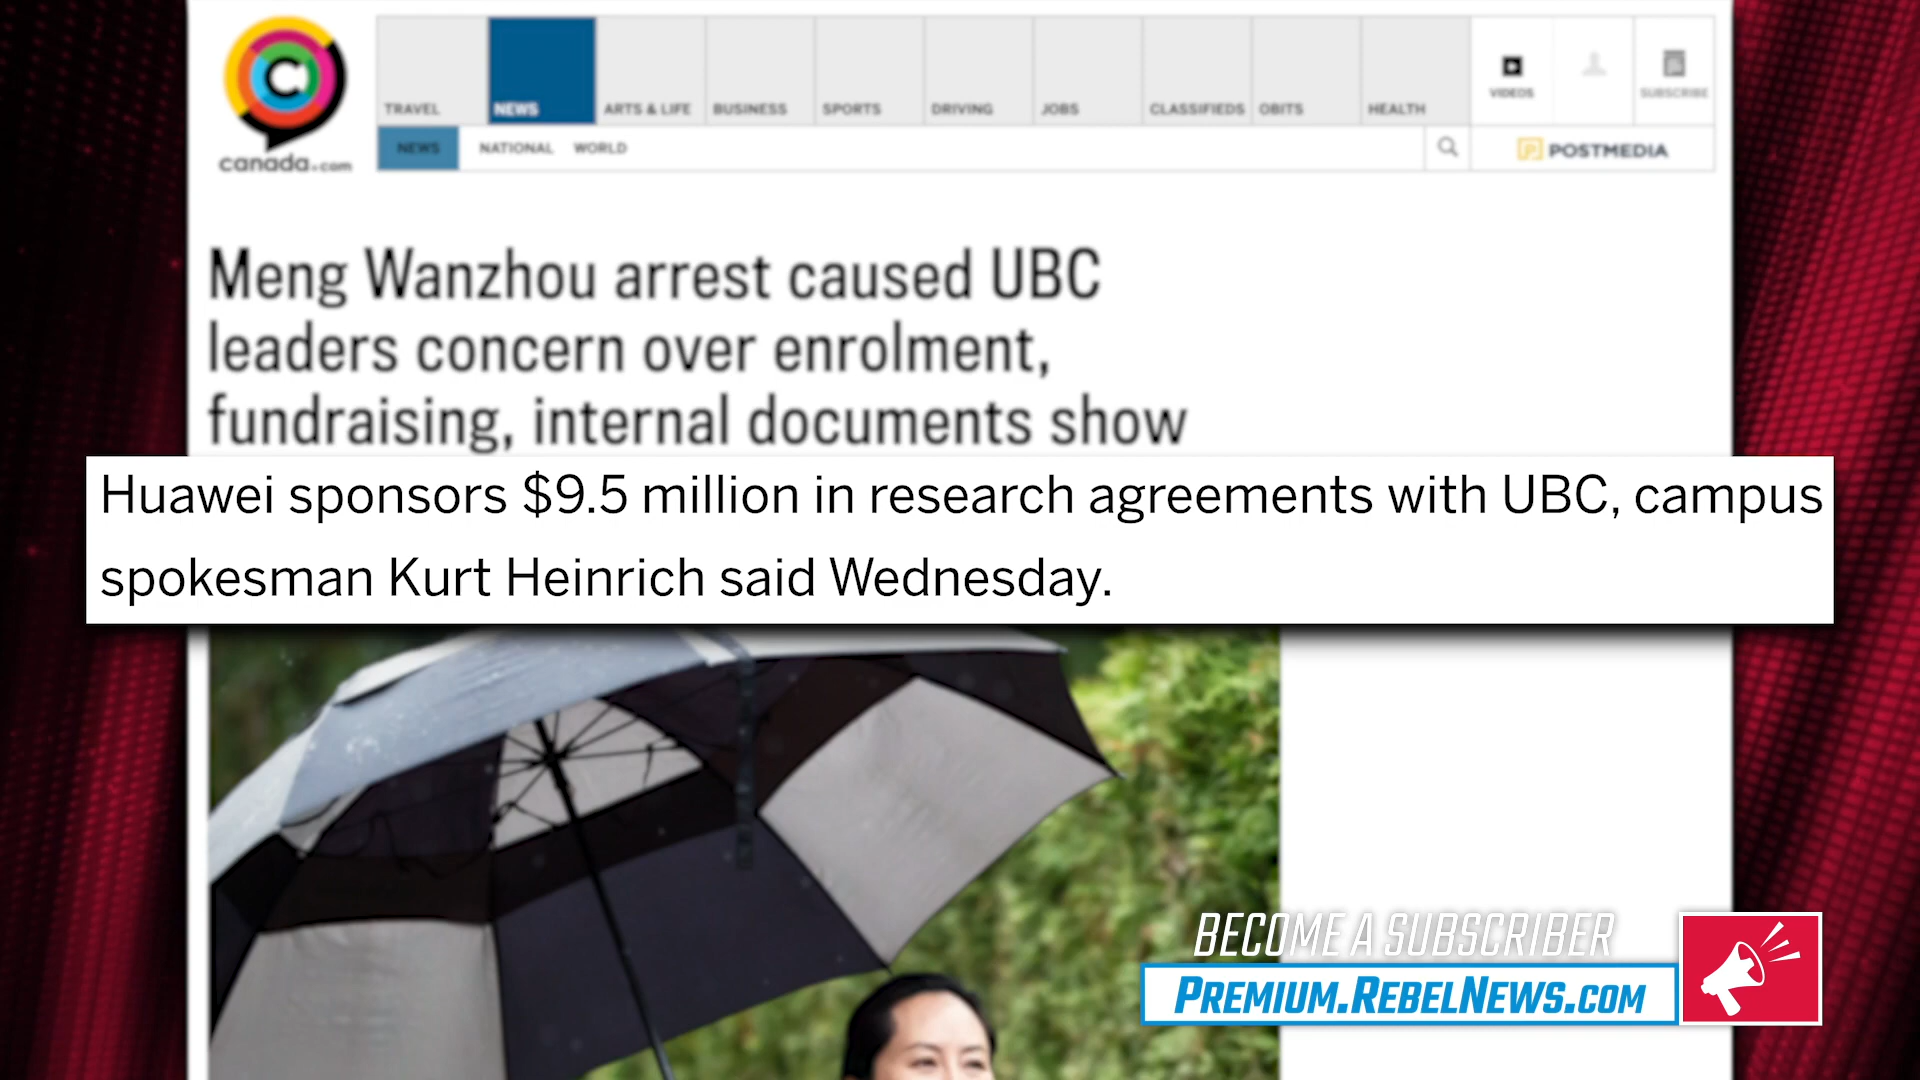 canada.com
TRAVEL
NEWS
ARTS & LIFE
BUSINESS
SPORTS
DRIVING
JOBS
CLASSIFIEDS
OBITS
HEALTH
VIDEOS
SUBSCRIBE
NEWS
NATIONAL
WORLD
POSTMEDIA
Meng Wanzhou arrest caused UBC
leaders concern over enrolment,
fundraising, internal documents show
Huawei sponsors $9.5 million in research agreements with UBC, campus
spokesman Kurt Heinrich said Wednesday.
BECOME A SUBSCRIBER
PREMIUM.REBELNEWS.COM